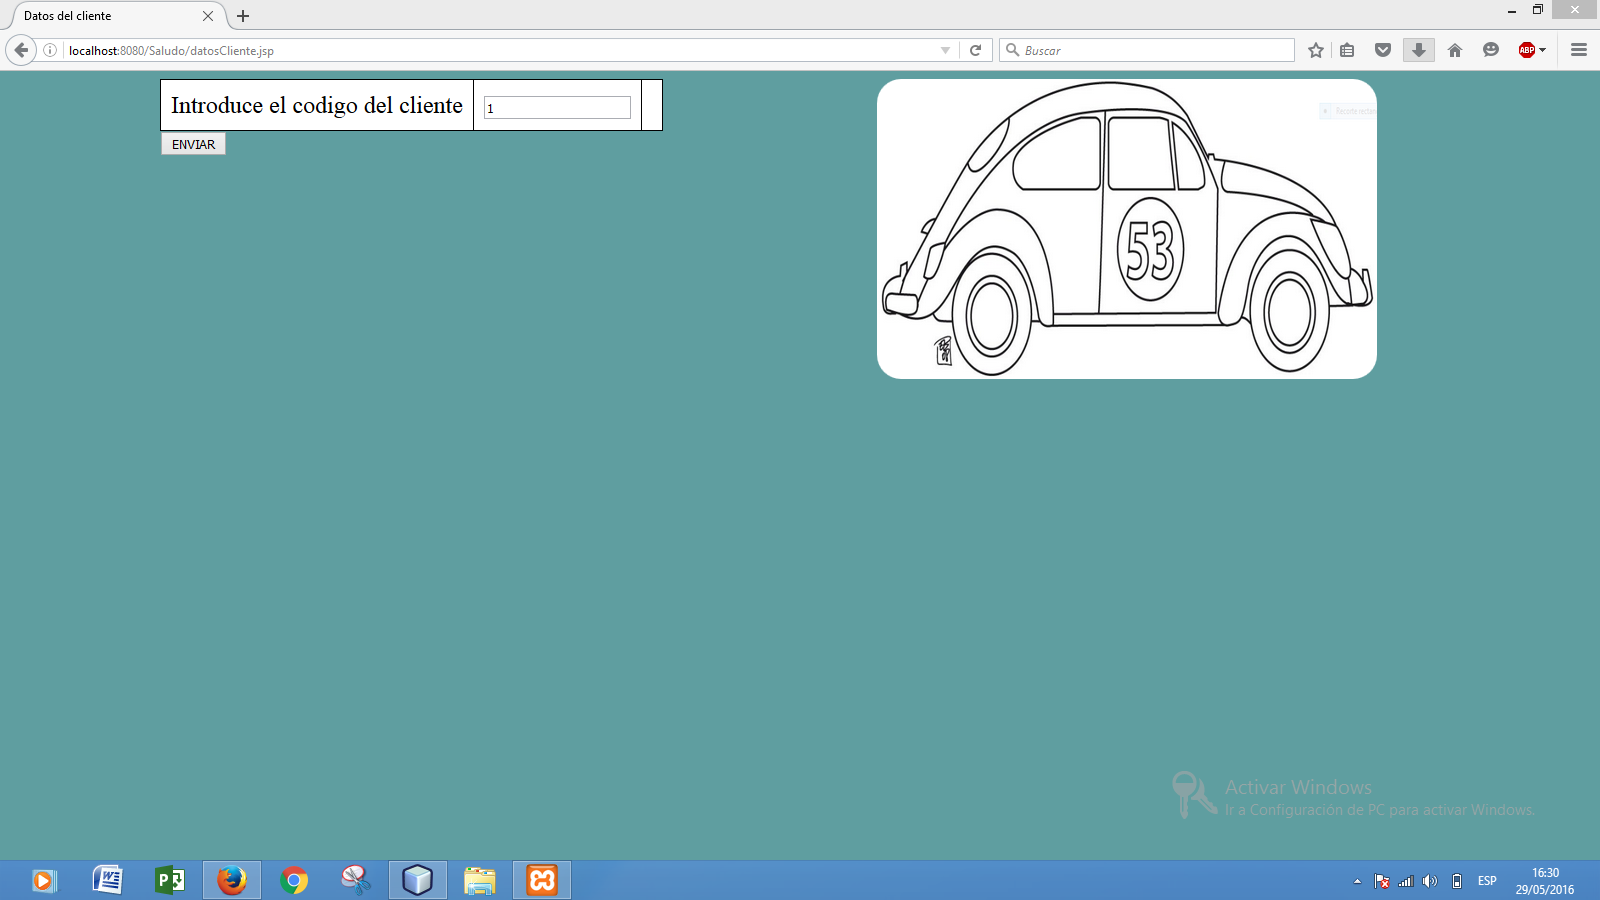 Datos del cliente
localhost:8080/Saludo/datosCliente.jsp
Buscar
ABP
Introduce el codigo del cliente
1
ENVIAR
53
Activar Windows
Ir a Configuración de PC para activar Windows.
ESP
16:30
29/05/2016